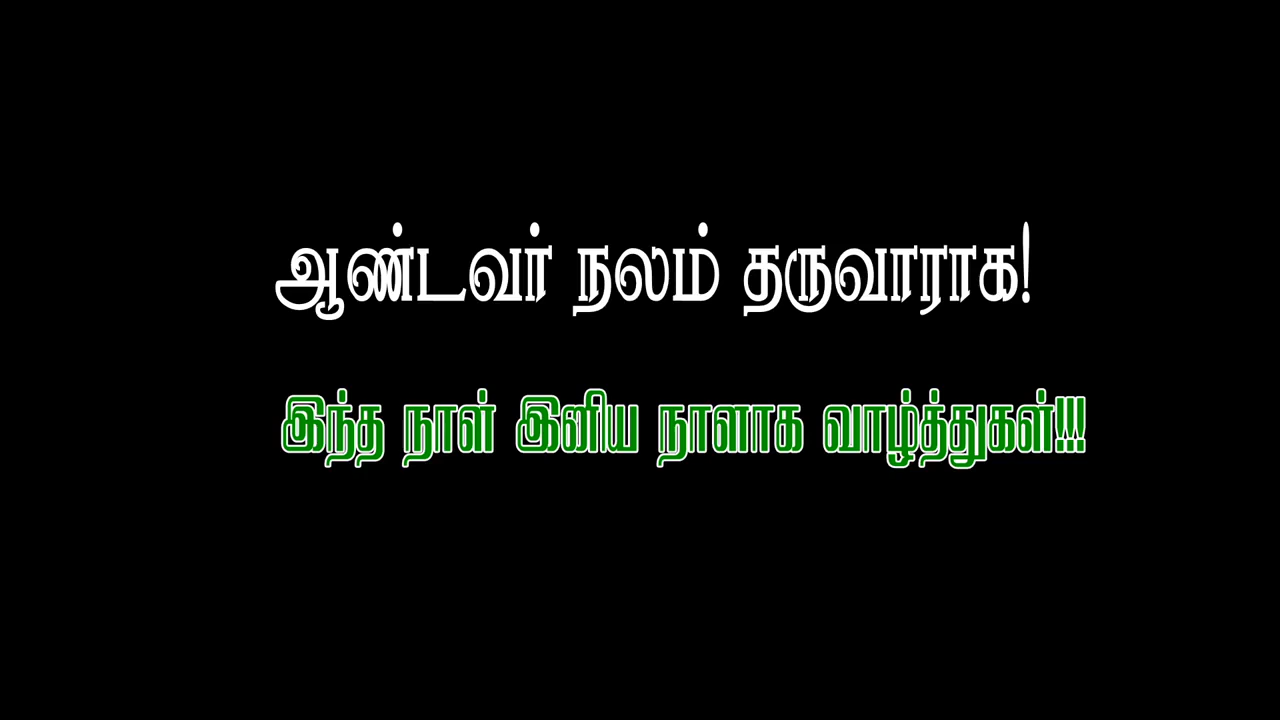 ஆண்டவர் நலம் தருவாராக!
இந்த நாள் இனிய நாளாக வாழ்த்துகள்!!!